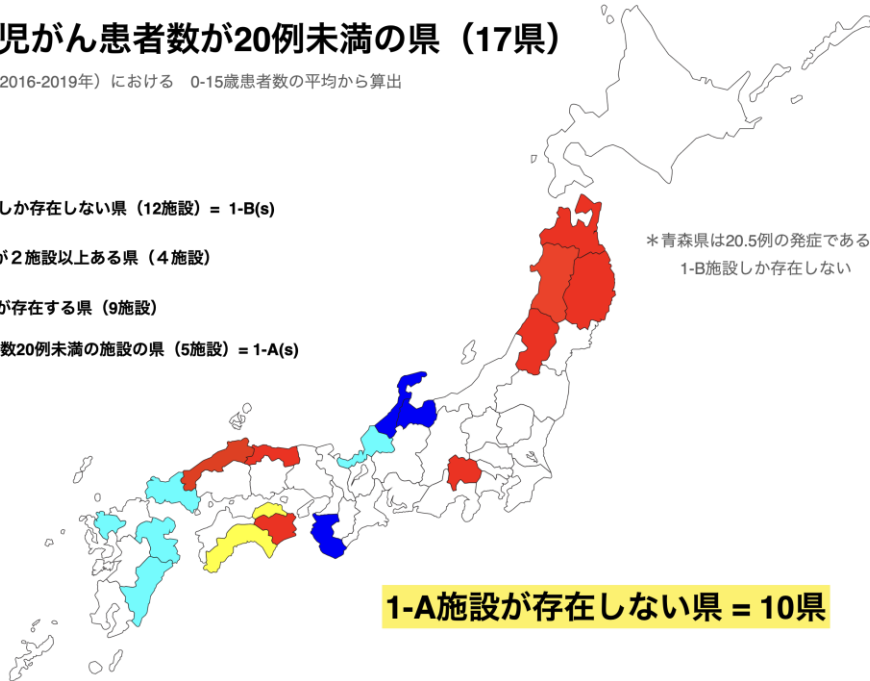 児がん患者数が20例未満の県（17県）
2016-2019年）における　0-15歳患者数の平均から算出
しか存在しない県（12施設）= 1-B(s)
が２施設以上ある県（４施設）
が存在する県（9施設）
数20例未満の施設の県（5施設）= 1-A(s)
＊青森県は20.5例の発症である
1-B施設しか存在しない
1-A施設が存在しない県 = 10県